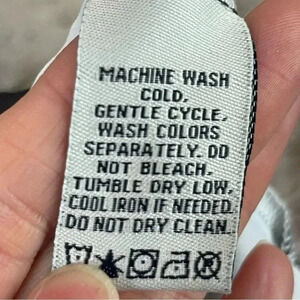 MACHINE WASH
COLD,
GENTLE CYCLE,
WASH COLORS
SEPARATELY. DO
NOT BLEACH,
TUMBLE DRY LOW,
COOL IRON IF NEEDED.
DO NOT DRY CLEAN.